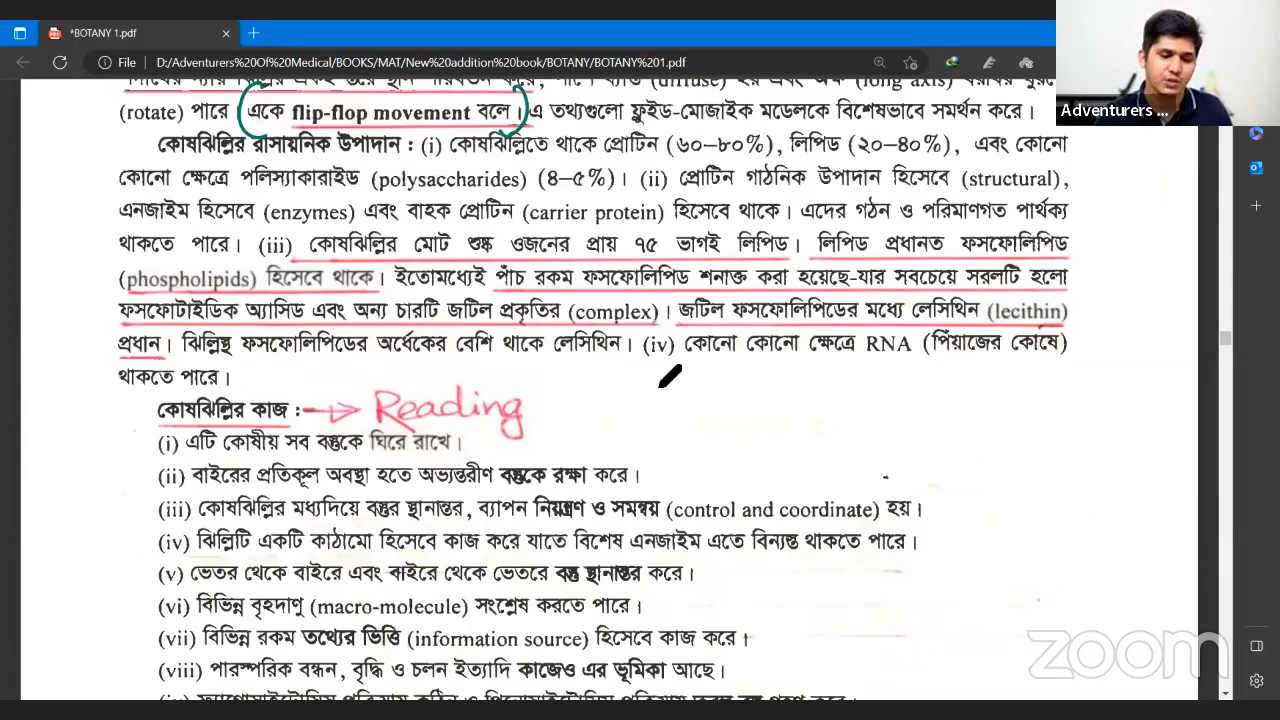 *BOTANY 1.pdf
File D:/Adventurers%20Of%20Medical/BOOKS/MAT/New%20addition%20book/BOTANY/BOTANY%201.pdf
Adventurers ...
(rotate) পারে একে flip-flop movement বলে। এ তথ্যগুলো ফ্লুইড-মোজাইক মডেলকে বিশেষভাবে সমর্থন করে।
কোষঝিল্লির রাসায়নিক উপাদান : (i) কোষঝিল্লিতে থাকে প্রোটিন (৬০–৮০%), লিপিড (২০–৪০%), এবং কোনো
কোনো ক্ষেত্রে পলিস্যাকারাইড (polysaccharides) (৪–৫%)। (ii) প্রোটিন গাঠনিক উপাদান হিসেবে (structural),
এনজাইম হিসেবে (enzymes) এবং বাহক প্রোটিন (carrier protein) হিসেবে থাকে। এদের গঠন ও পরিমাণগত পার্থক্য
থাকতে পারে। (iii) কোষঝিল্লির মোট শুষ্ক ওজনের প্রায় ৭৫ ভাগই লিপিড। লিপিড প্রধানত ফসফোলিপিড
(phospholipids) হিসেবে থাকে। ইতোমধ্যেই পাঁচ রকম ফসফোলিপিড শনাক্ত করা হয়েছে-যার সবচেয়ে সরলটি হলো
ফসফোটাইডিক অ্যাসিড এবং অন্য চারটি জটিল প্রকৃতির (complex)। জটিল ফসফোলিপিডের মধ্যে লেসিথিন (lecithin)
প্রধান। ঝিল্লিস্থ ফসফোলিপিডের অর্ধেকের বেশি থাকে লেসিথিন। (iv) কোনো কোনো ক্ষেত্রে RNA (পিঁয়াজের কোষে)
থাকতে পারে।
কোষঝিল্লির কাজ : Reading
(i) এটি কোষীয় সব বস্তুকে ঘিরে রাখে।
(ii) বাইরের প্রতিকূল অবস্থা হতে অভ্যন্তরীণ বস্তুকে রক্ষা করে।
(iii) কোষঝিল্লির মধ্যদিয়ে বস্তুর স্থানান্তর, ব্যাপন নিয়ন্ত্রণ ও সমন্বয় (control and coordinate) হয়।
(iv) ঝিল্লিটি একটি কাঠামো হিসেবে কাজ করে যাতে বিশেষ এনজাইম এতে বিন্যস্ত থাকতে পারে।
(v) ভেতর থেকে বাইরে এবং বাইরে থেকে ভেতরে বস্তু স্থানান্তর করে।
(vi) বিভিন্ন বৃহদাণু (macro-molecule) সংশ্লেষ করতে পারে।
(vii) বিভিন্ন রকম তথ্যের ভিত্তি (information source) হিসেবে কাজ করে।
(viii) পারস্পরিক বন্ধন, বৃদ্ধি ও চলন ইত্যাদি কাজেও এর ভূমিকা আছে।
zoom